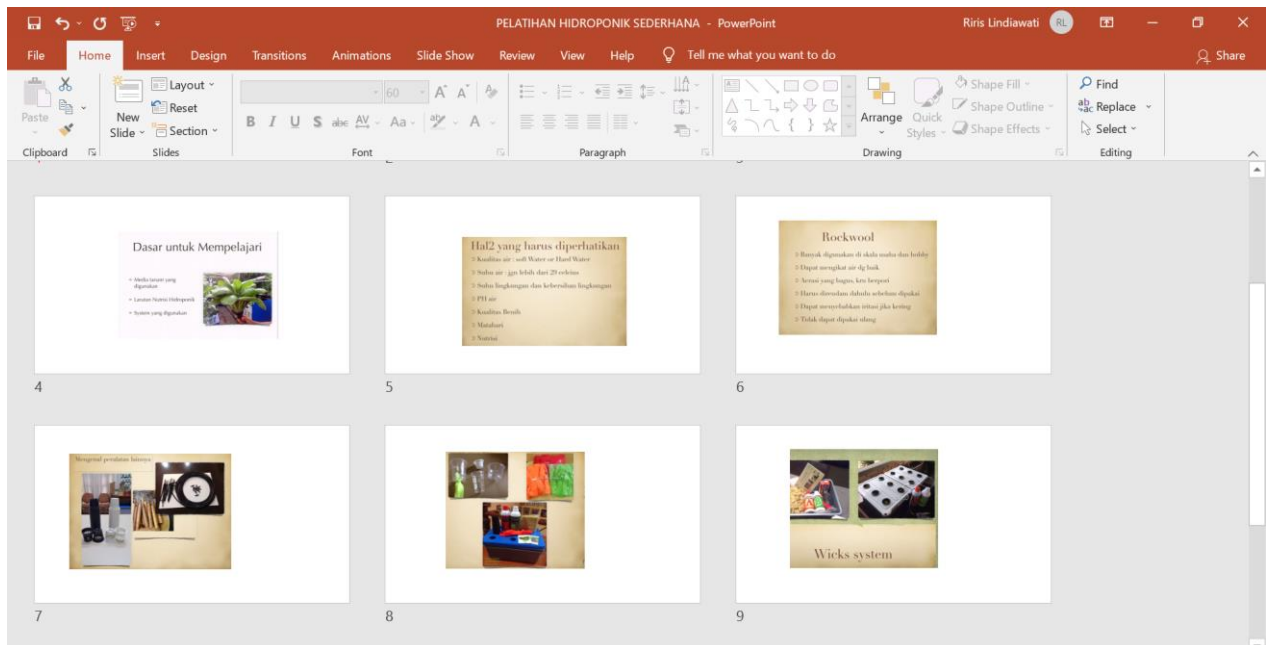 PELATIHAN HIDROPONIK SEDERHANA - PowerPoint
Riris Lindiawati RL
File Home Insert Design Transitions Animations Slide Show Review View Help Tell me what you want to do
Share
Paste
New
Slide
Layout
Reset
Section
60
B I U S abc AV Aa A
Arrange
Quick
Styles
Shape Fill
Shape Outline
Shape Effects
Find
Replace
Select
Clipboard Slides Font Paragraph Drawing Editing
Dasar untuk Mempelajari
Media tanam yang
digunakan
Larutan Nutrisi Hidroponik
System yang digunakan
4
Hal2 yang harus diperhatikan
Kualitas air : soft Water or Hard Water
Suhu air : jgn lebih dari 29 celcius
Suhu lingkungan dan kebersihan lingkungan
PH air
Kualitas Benih
Matahari
Nutrisi
5
Rockwool
Banyak digunakan di skala usaha dan hobby
Dapat mengikat air dg baik
Aerasi yang bagus, krn berpori
Harus direndam dahulu sebelum dipakai
Dapat menyebabkan iritasi jika kering
Tidak dapat dipakai ulang
6
Mengenal peralatan lainnya
7
8
Wicks system
9